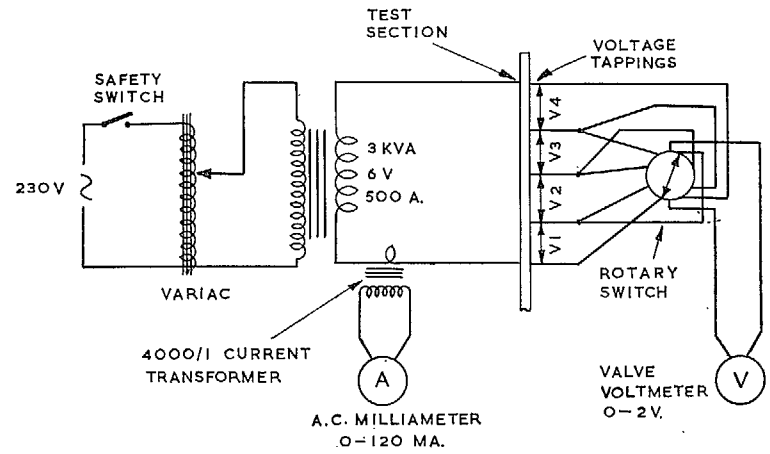 TEST
SECTION
VOLTAGE
TAPPINGS
SAFETY
SWITCH
230V
3 KVA
6 V
500 A.
V4
V3
V2
V1
VARIAC
ROTARY
SWITCH
4000/1 CURRENT
TRANSFORMER
A
A.C. MILLIAMETER
0-120 MA.
VALVE
VOLTMETER
0-2V.
V